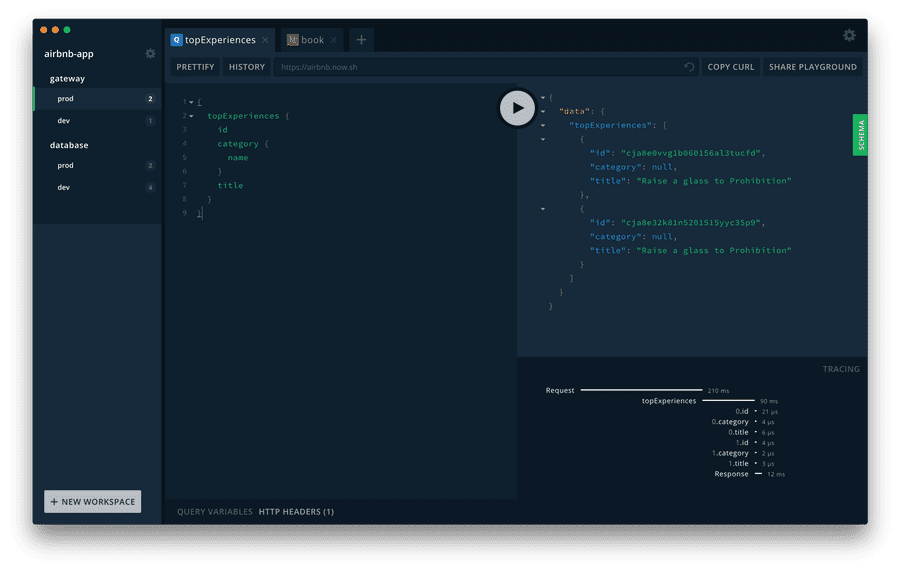 airbnb-app
gateway
prod 2
dev 1
database
prod 2
dev 4
+ NEW WORKSPACE
Q topExperiences ×
M book ×
+
PRETTIFY HISTORY https://airbnb.now.sh COPY CURL SHARE PLAYGROUND
1 {
2 topExperiences {
3 id
4 category {
5 name
6 }
7 title
8 }
9 }
{
"data": {
"topExperiences": [
{
"id": "cja8e0vvg1b060156al3tucfd",
"category": null,
"title": "Raise a glass to Prohibition"
},
{
"id": "cja8e32k81n5201515yyc35p9",
"category": null,
"title": "Raise a glass to Prohibition"
}
]
}
}
SCHEMA
TRACING
Request 210 ms
topExperiences 90 ms
0.id 21 µs
0.category 4 µs
0.title 6 µs
1.id 4 µs
1.category 2 µs
1.title 3 µs
Response 12 ms
QUERY VARIABLES HTTP HEADERS (1)